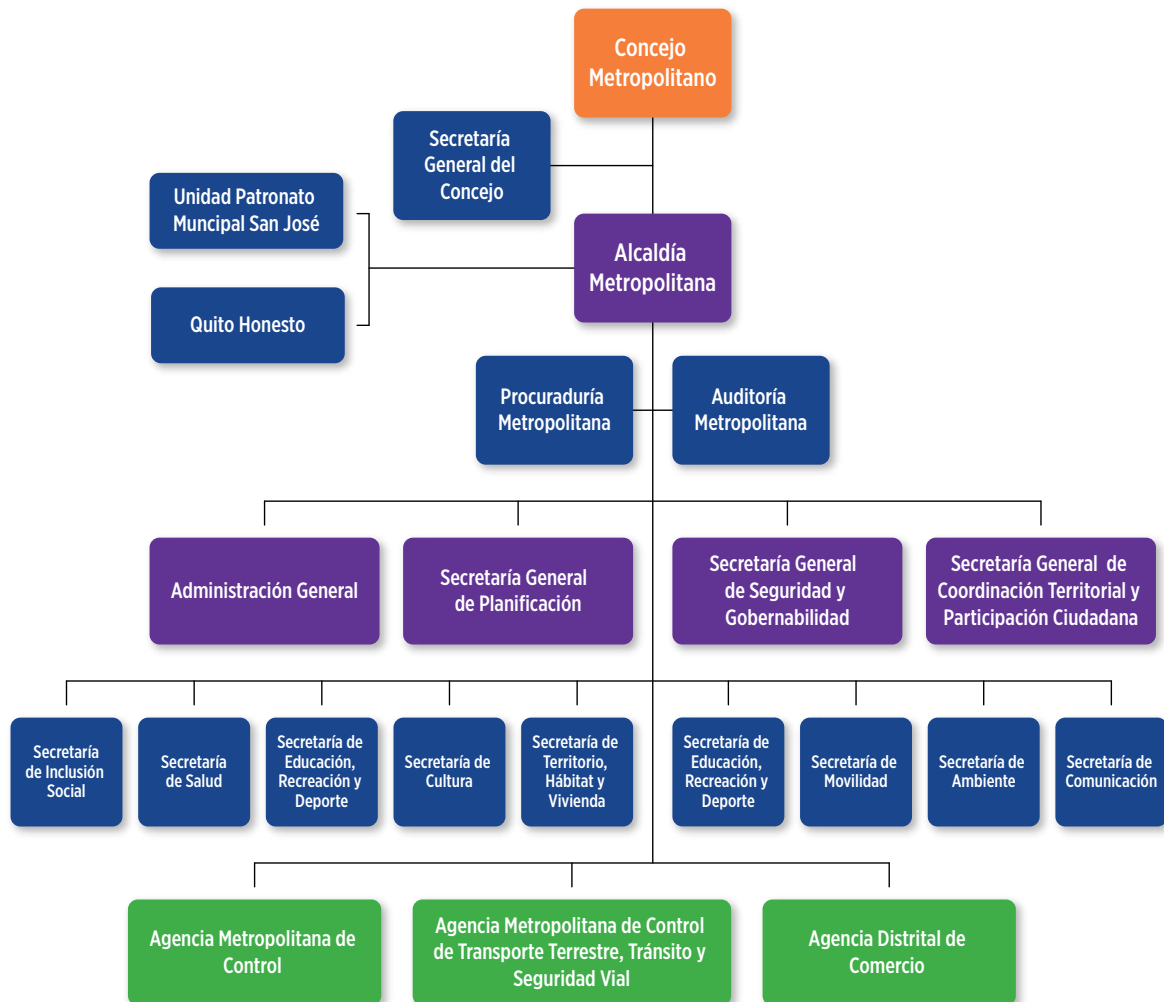 Concejo
Metropolitano
Secretaría
General del
Concejo
Unidad Patronato
Muncipal San José
Alcaldía
Metropolitana
Quito Honesto
Procuraduría
Metropolitana
Auditoría
Metropolitana
Administración General
Secretaría General
de Planificación
Secretaría General
de Seguridad y
Gobernabilidad
Secretaría General de
Coordinación Territorial y
Participación Ciudadana
Secretaría
de Inclusión
Social
Secretaría
de Salud
Secretaría de
Educación,
Recreación y
Deporte
Secretaría de
Cultura
Secretaría de
Territorio,
Hábitat y
Vivienda
Secretaría de
Educación,
Recreación y
Deporte
Secretaría de
Movilidad
Secretaría de
Ambiente
Secretaría de
Comunicación
Agencia Metropolitana de
Control
Agencia Metropolitana de Control
de Transporte Terrestre, Tránsito y
Seguridad Vial
Agencia Distrital de
Comercio